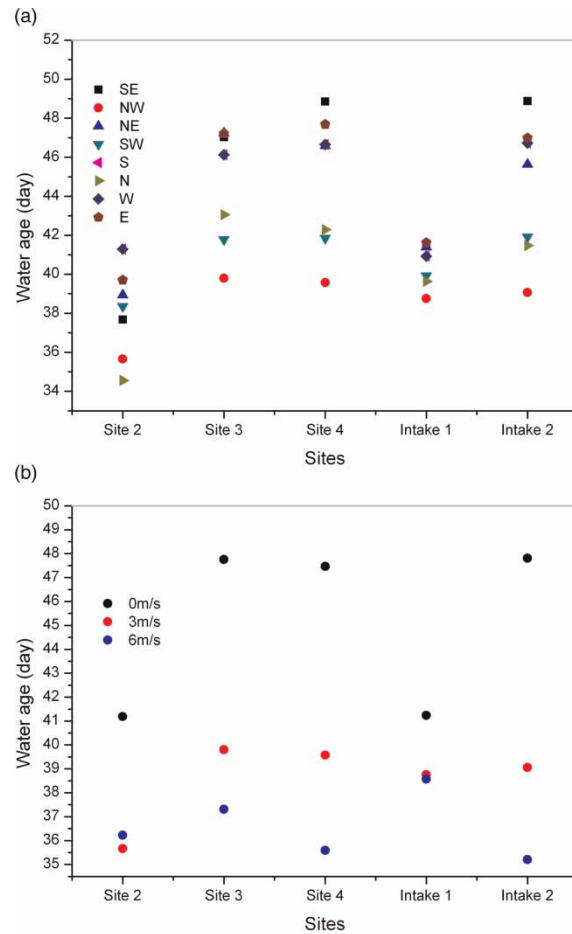 (a)
52
50
48
46
44
42
40
38
36
34
Water age (day)
SE
NW
NE
SW
S
N
W
E
Site 2 Site 3 Site 4 Intake 1 Intake 2
Sites
(b)
50
49
48
47
46
45
44
43
42
41
40
39
38
37
36
35
Water age (day)
0m/s
3m/s
6m/s
Site 2 Site 3 Site 4 Intake 1 Intake 2
Sites